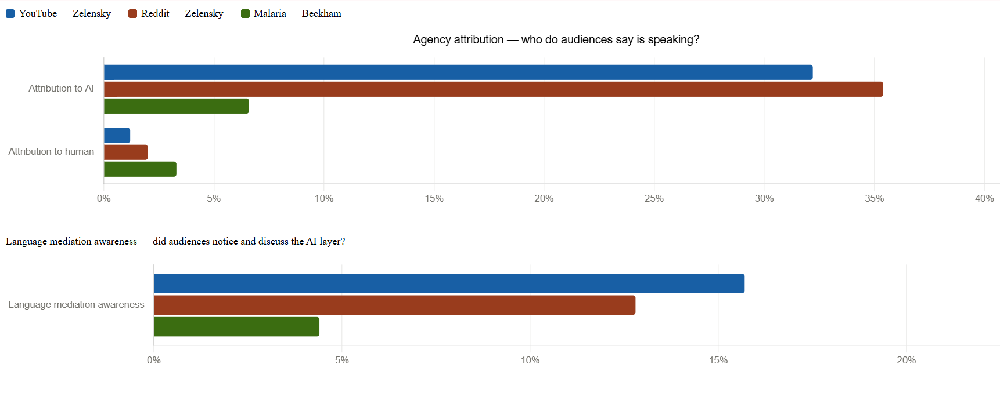 YouTube — Zelensky Reddit — Zelensky Malaria — Beckham
Agency attribution — who do audiences say is speaking?
Attribution to AI
Attribution to human
0% 5% 10% 15% 20% 25% 30% 35% 40%
Language mediation awareness — did audiences notice and discuss the AI layer?
Language mediation awareness
0% 5% 10% 15% 20%